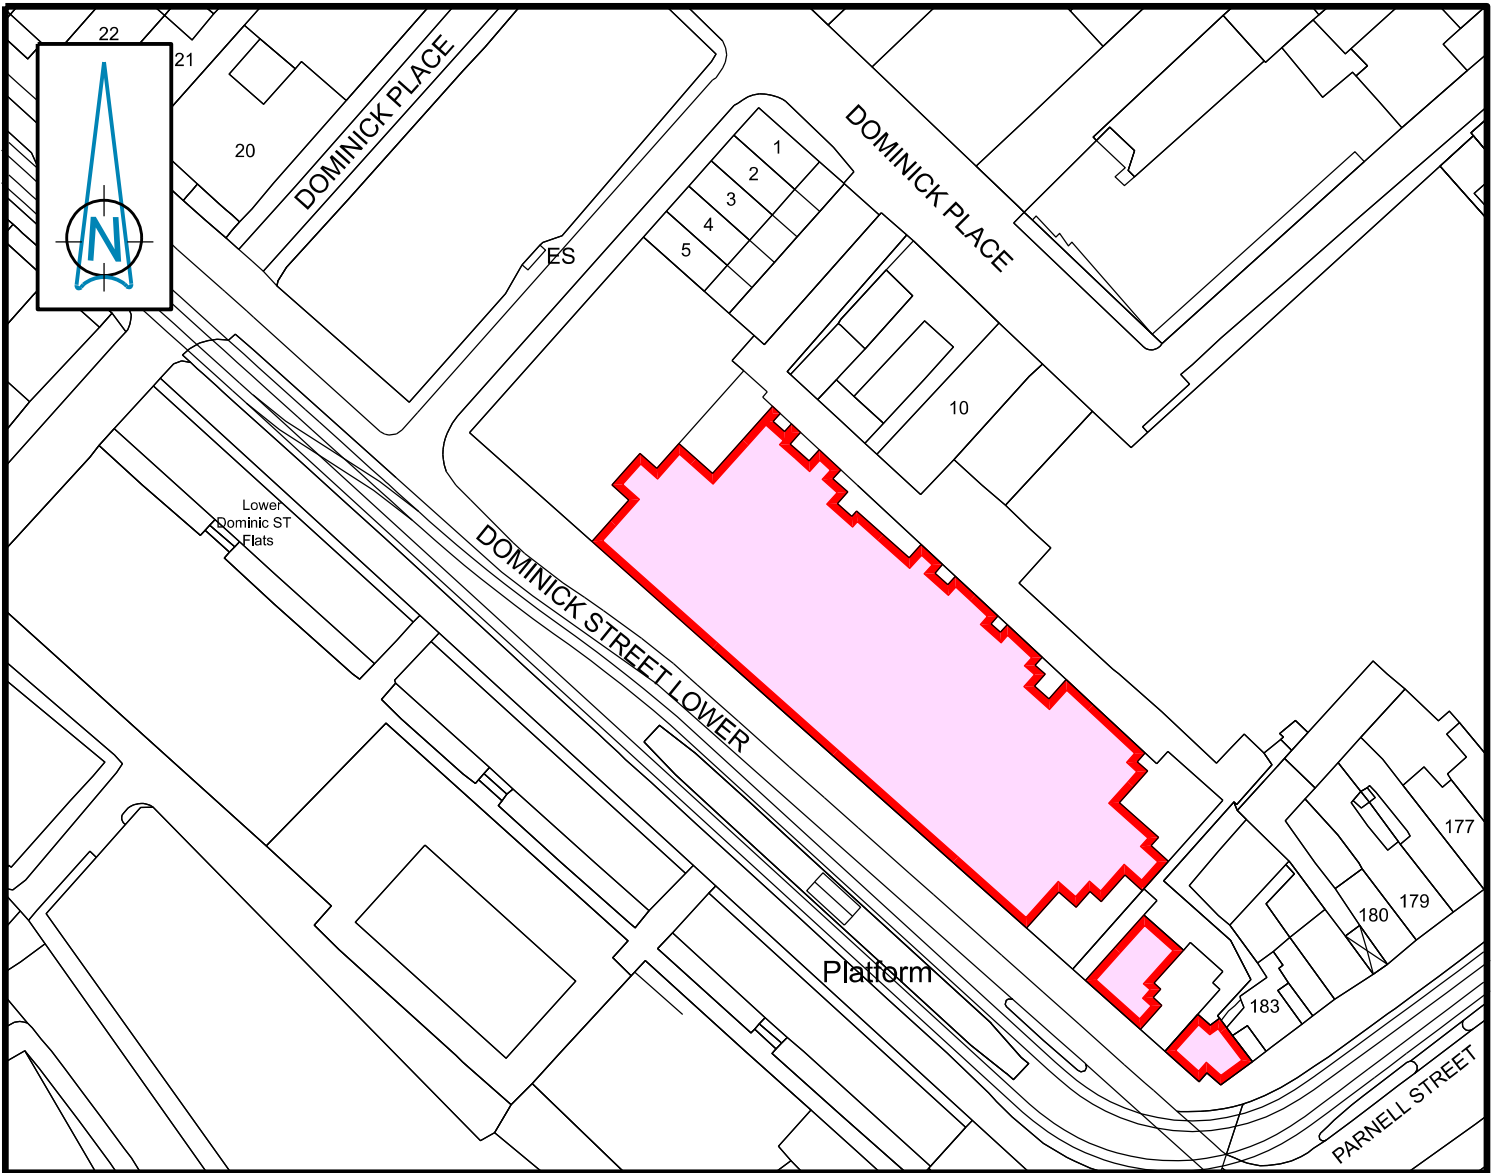 22
21
20
DOMINICK PLACE
N
ES
1
2
3
4
5
DOMINICK PLACE
10
Lower
Dominic ST
Flats
DOMINICK STREET LOWER
Platform
177
179
180
183
PARNELL STREET